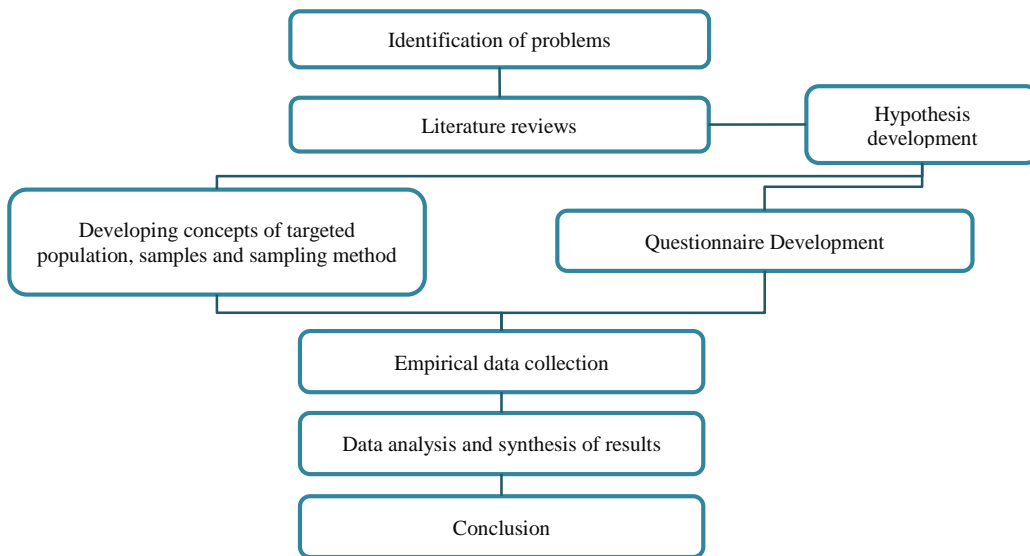 Identification of problems
Literature reviews
Hypothesis
development
Developing concepts of targeted
population, samples and sampling method
Questionnaire Development
Empirical data collection
Data analysis and synthesis of results
Conclusion